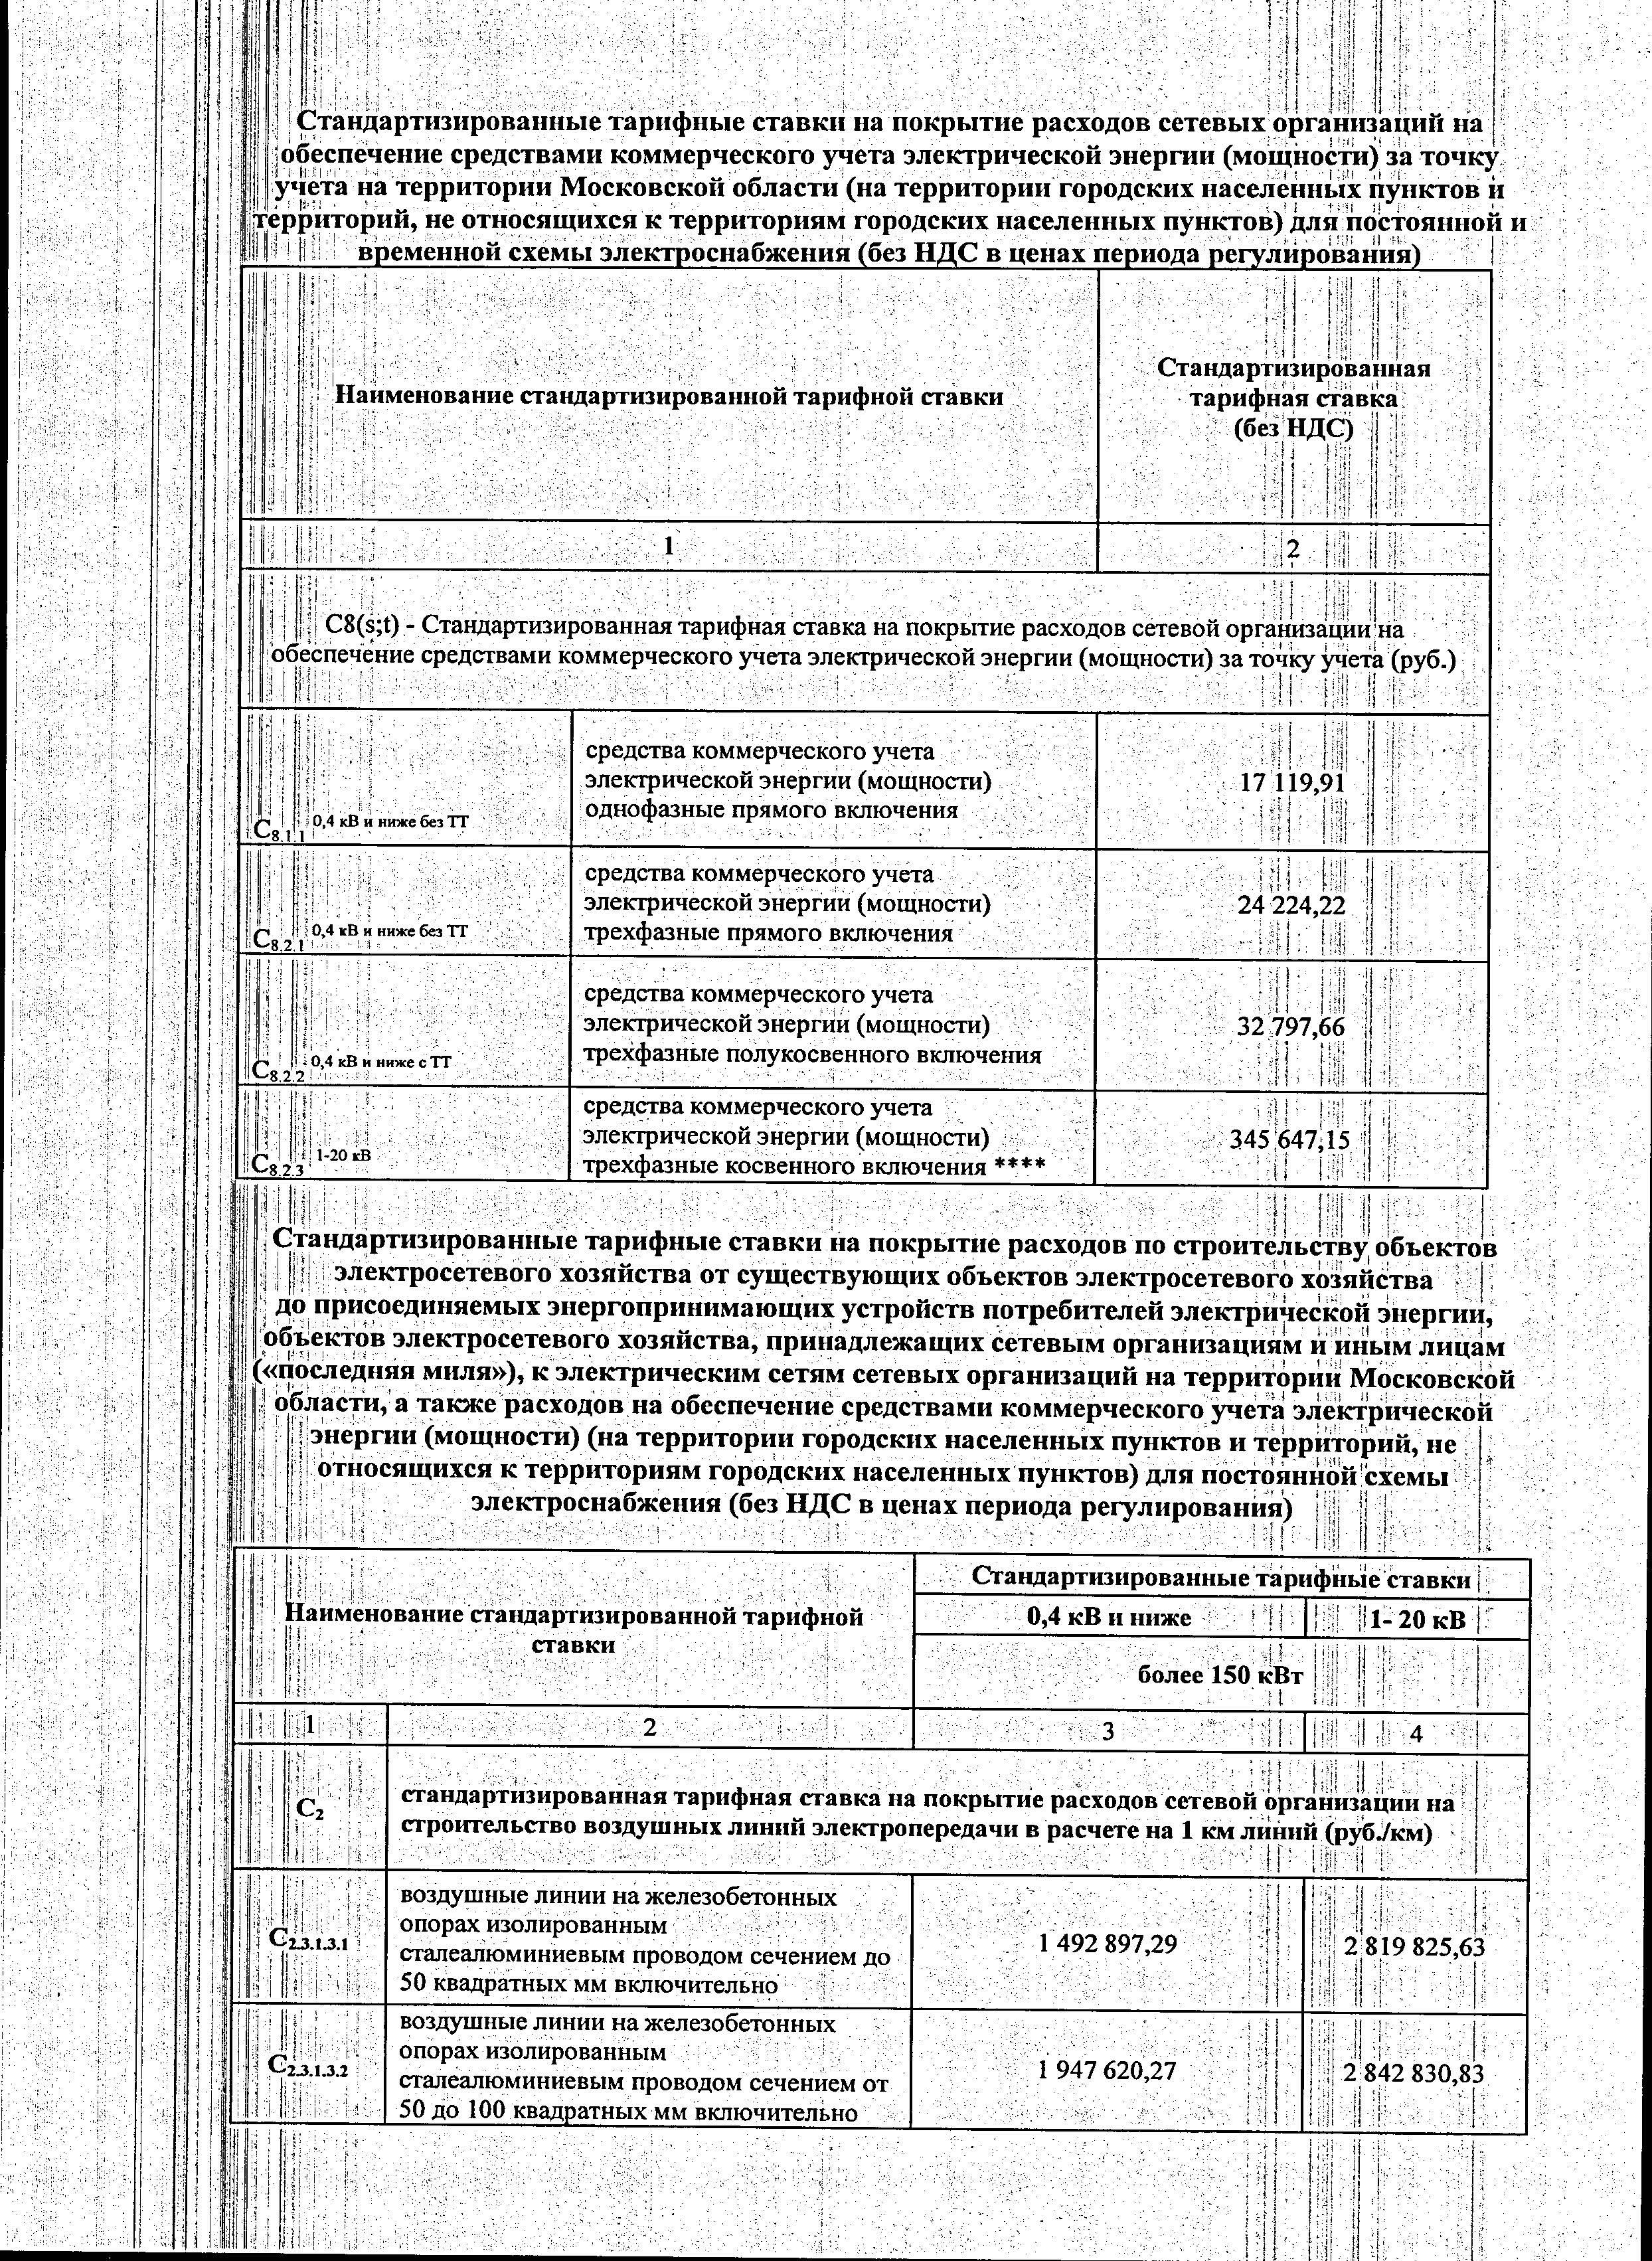 Стандартизированные тарифные ставки на покрытие расходов сетевых организаций на
обеспечение средствами коммерческого учета электрической энергии (мощности) за точку
учета на территории Московской области (на территории городских населенных пунктов и
территорий, не относящихся к территориям городских населенных пунктов) для постоянной и
временной схемы электроснабжения (без НДС в ценах периода регулирования)
Наименование стандартизированной тарифной ставки
Стандартизированная
тарифная ставка
(без НДС)
1
2
C8(s;t) - Стандартизированная тарифная ставка на покрытие расходов сетевой организации на
обеспечение средствами коммерческого учета электрической энергии (мощности) за точку учета (руб.)
C8.1.1 0,4 кВ и ниже без ТТ
средства коммерческого учета
электрической энергии (мощности)
однофазные прямого включения
17 119,91
C8.2.1 0,4 кВ и ниже без ТТ
средства коммерческого учета
электрической энергии (мощности)
трехфазные прямого включения
24 224,22
C8.2.2 0,4 кВ и ниже с ТТ
средства коммерческого учета
электрической энергии (мощности)
трехфазные полукосвенного включения
32 797,66
C8.2.3 1-20 кВ
средства коммерческого учета
электрической энергии (мощности)
трехфазные косвенного включения ****
345 647,15
Стандартизированные тарифные ставки на покрытие расходов по строительству объектов
электросетевого хозяйства от существующих объектов электросетевого хозяйства
до присоединяемых энергопринимающих устройств потребителей электрической энергии,
объектов электросетевого хозяйства, принадлежащих сетевым организациям и иным лицам
(«последняя миля»), к электрическим сетям сетевых организаций на территории Московской
области, а также расходов на обеспечение средствами коммерческого учета электрической
энергии (мощности) (на территории городских населенных пунктов и территорий, не
относящихся к территориям городских населенных пунктов) для постоянной схемы
электроснабжения (без НДС в ценах периода регулирования)
Наименование стандартизированной тарифной
ставки
Стандартизированные тарифные ставки
0,4 кВ и ниже
1- 20 кВ
более 150 кВт
1
2
3
4
C2
стандартизированная тарифная ставка на покрытие расходов сетевой организации на
строительство воздушных линий электропередачи в расчете на 1 км линий (руб./км)
C2.3.1.3.1
воздушные линии на железобетонных
опорах изолированным
сталеалюминиевым проводом сечением до
50 квадратных мм включительно
1 492 897,29
2 819 825,63
C2.3.1.3.2
воздушные линии на железобетонных
опорах изолированным
сталеалюминиевым проводом сечением от
50 до 100 квадратных мм включительно
1 947 620,27
2 842 830,83